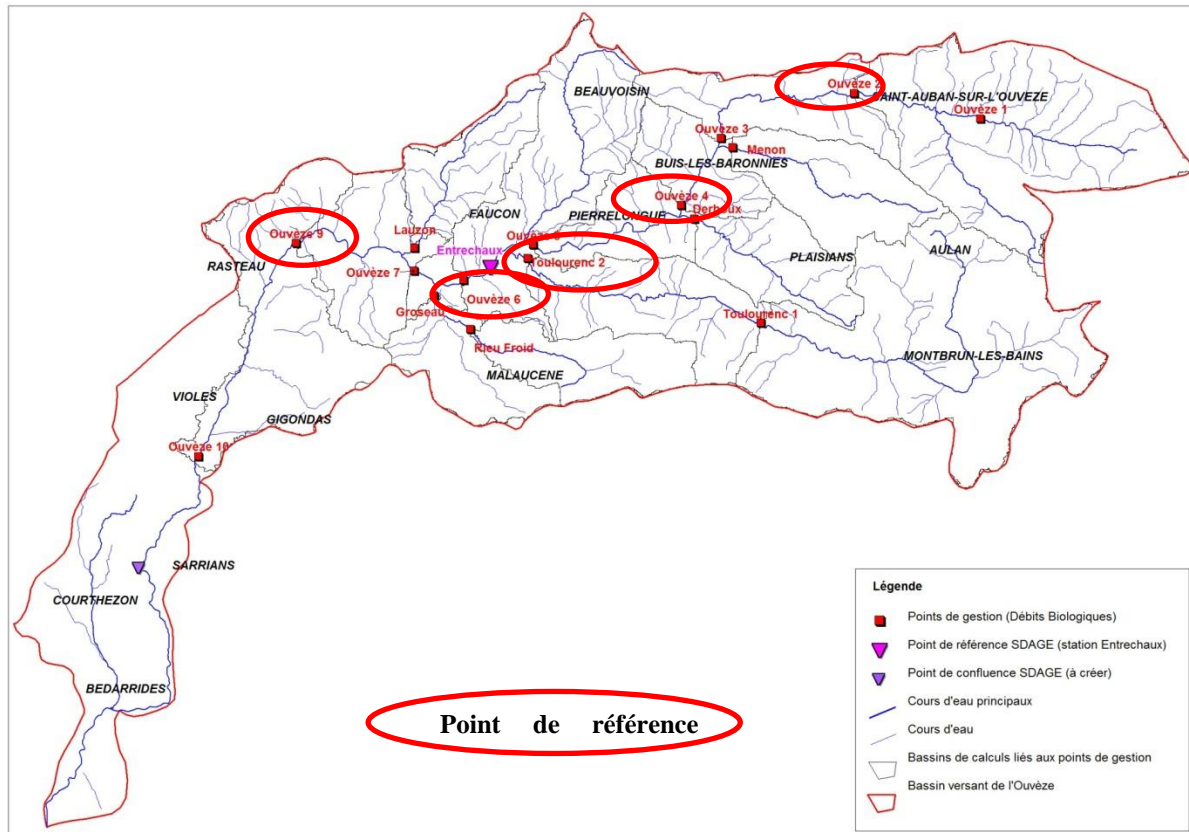 BEAUVOISIN
Ouvèze 2
SAINT-AUBAN-SUR-L'OUVEZE
Ouvèze 1
Ouvèze 3
Menon
BUIS-LES-BARONNIES
Ouvèze 4
FAUCON
PIERRELONGUE
Derboux
Ouvèze 9
Lauzon
Ouvèze 5
Entrechaux
Toulourenc 2
PLAISIANS
AULAN
RASTEAU
Ouvèze 7
Ouvèze 6
Groseau
Toulourenc 1
Rieu Froid
MALAUCENE
MONTBRUN-LES-BAINS
VIOLES
GIGONDAS
Ouvèze 10
SARRIANS
COURTHEZON
BEDARRIDES
Point de référence
Légende
Points de gestion (Débits Biologiques)
Point de référence SDAGE (station Entrechaux)
Point de confluence SDAGE (à créer)
Cours d'eau principaux
Cours d'eau
Bassins de calculs liés aux points de gestion
Bassin versant de l'Ouvèze